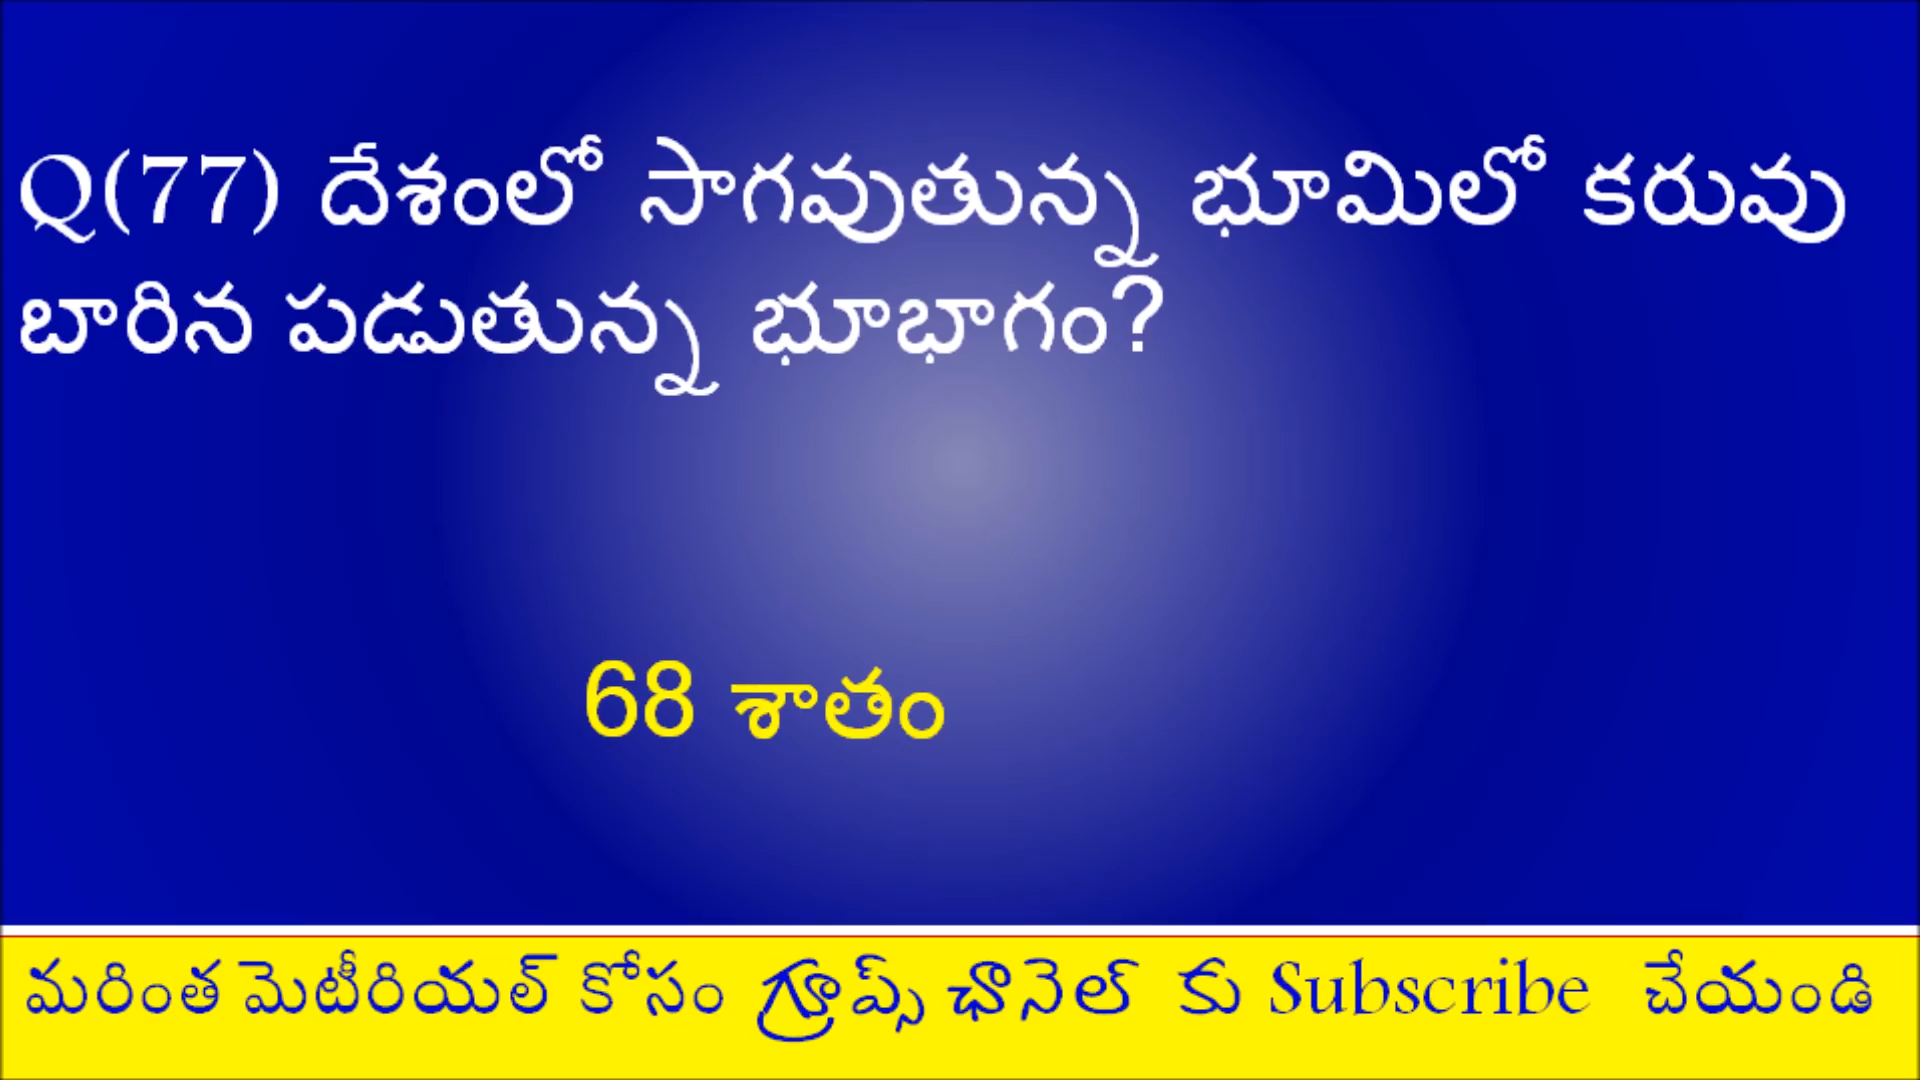 Q(77) దేశంలో సాగవుతున్న భూమిలో కరువు
బారిన పడుతున్న భూభాగం?
68 శాతం
మరింత మెటీరియల్ కోసం గ్రూప్స్ ఛానెల్ కు Subscribe చేయండి